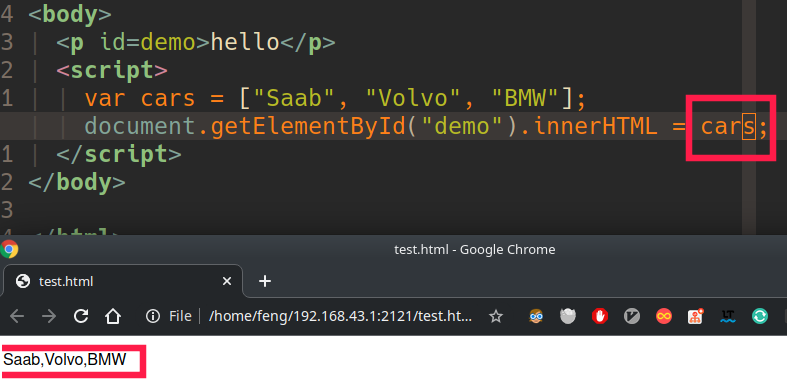 4 <body>
3 <p id=demo>hello</p>
2 <script>
1 var cars = ["Saab", "Volvo", "BMW"];
document.getElementById("demo").innerHTML = cars;
1 </script>
2 </body>
3
4 </html>
test.html - Google Chrome
test.html
File /home/feng/192.168.43.1:2121/test.ht...
LT
Saab,Volvo,BMW